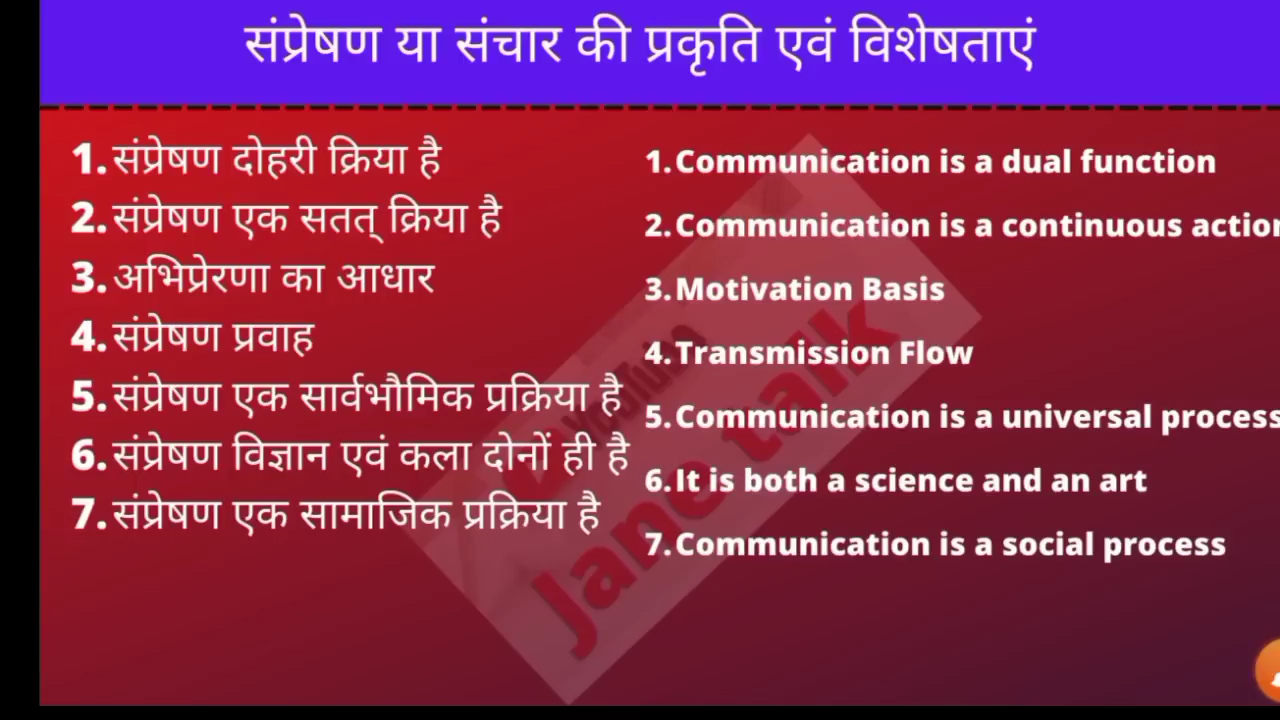 संप्रेषण या संचार की प्रकृति एवं विशेषताएं
1. संप्रेषण दोहरी क्रिया है
2. संप्रेषण एक सतत् क्रिया है
3. अभिप्रेरणा का आधार
4. संप्रेषण प्रवाह
5. संप्रेषण एक सार्वभौमिक प्रक्रिया है
6. संप्रेषण विज्ञान एवं कला दोनों ही है
7. संप्रेषण एक सामाजिक प्रक्रिया है
1. Communication is a dual function
2. Communication is a continuous action
3. Motivation Basis
4. Transmission Flow
5. Communication is a universal process
6. It is both a science and an art
7. Communication is a social process
YouTube
Jane talk